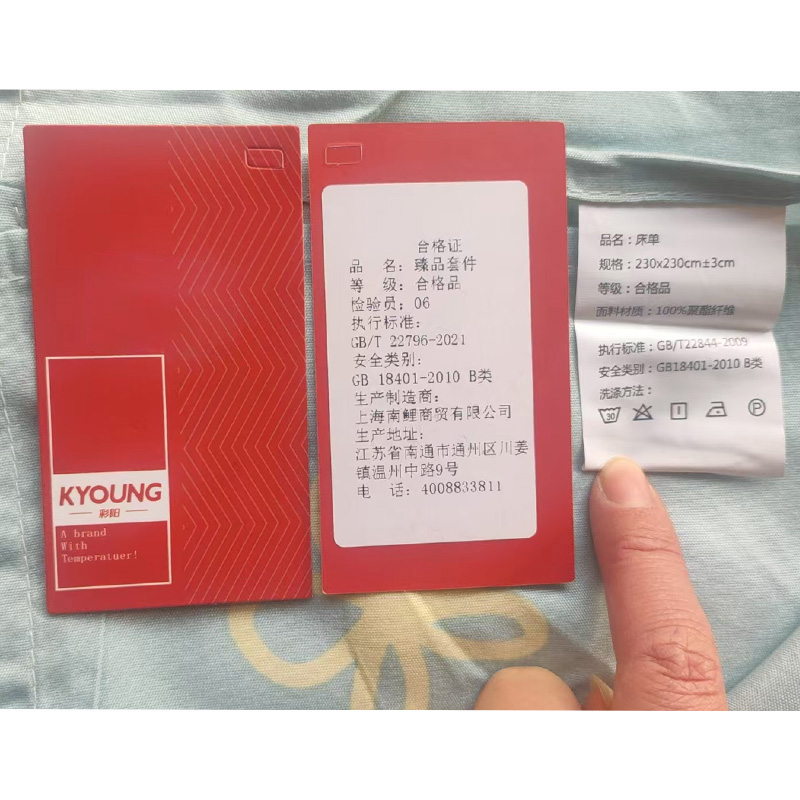 KYOUNG
彩阳
A brand
With
Temperatuer!
合格证
品 名：臻品套件
等 级：合格品
检验员：06
执行标准：
GB/T 22796-2021
安全类别：
GB 18401-2010 B类
生产制造商：
上海南鲤商贸有限公司
生产地址：
江苏省南通市通州区川姜
镇温州中路9号
电 话：4008833811
品名：床单
规格：230x230cm±3cm
等级：合格品
面料材质：100%聚酯纤维
执行标准：GB/T22844-2009
安全类别：GB18401-2010 B类
洗涤方法：
30
P